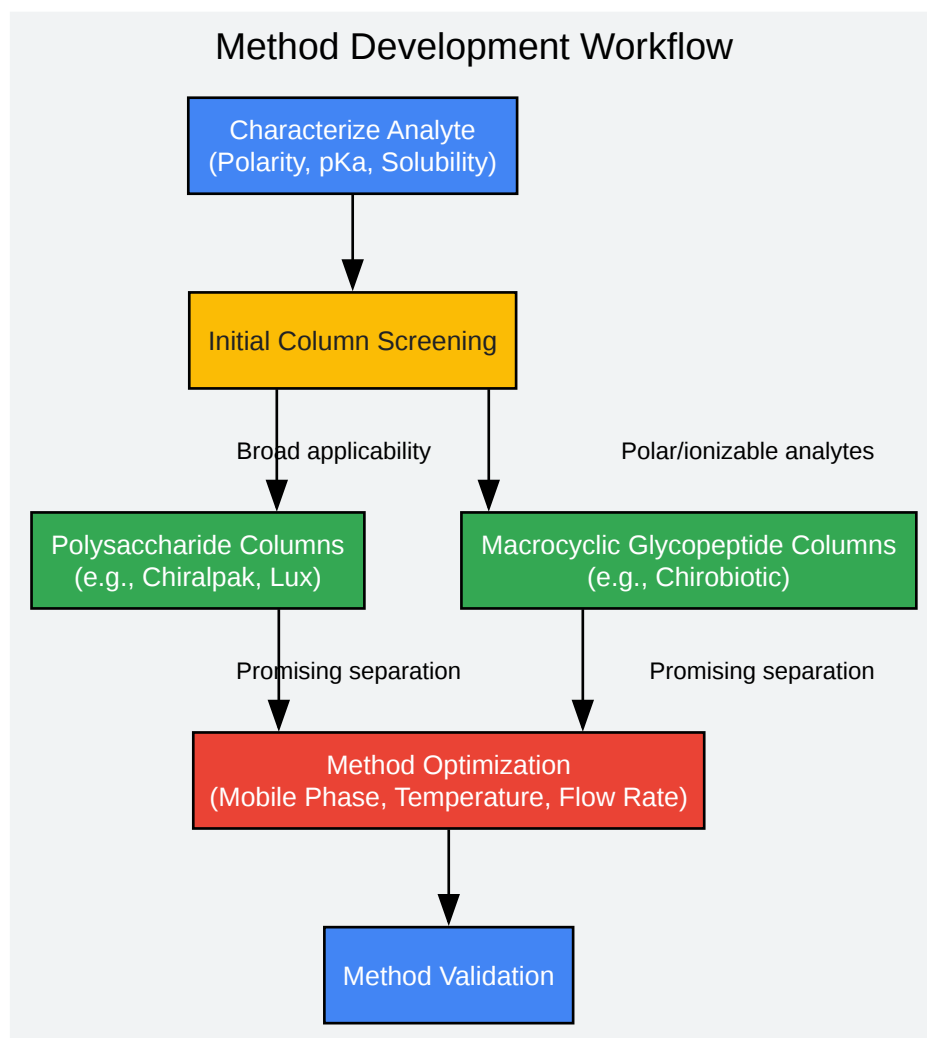 Method Development Workflow
Characterize Analyte
(Polarity, pKa, Solubility)
Initial Column Screening
Broad applicability
Polar/ionizable analytes
Polysaccharide Columns
(e.g., Chiralpak, Lux)
Macrocyclic Glycopeptide Columns
(e.g., Chirobiotic)
Promising separation
Promising separation
Method Optimization
(Mobile Phase, Temperature, Flow Rate)
Method Validation